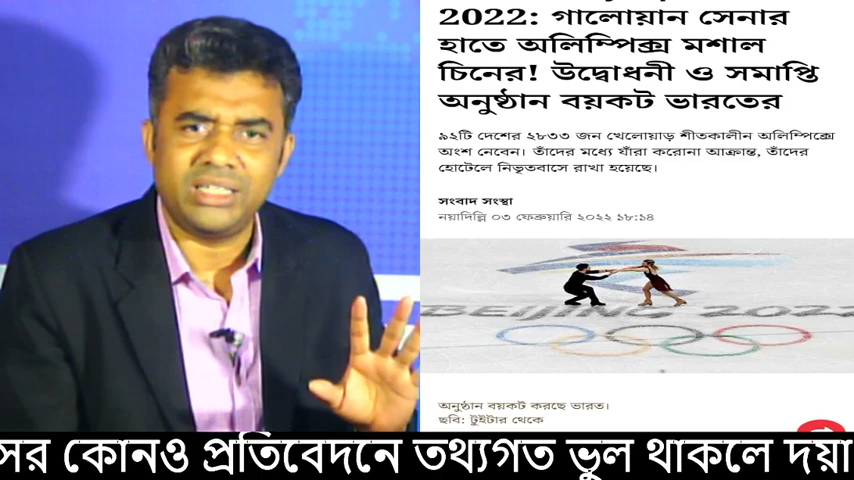 2022: গালোয়ান সেনার
হাতে অলিম্পিক্স মশাল
চিনের! উদ্বোধনী ও সমাপ্তি
অনুষ্ঠান বয়কট ভারতের
৯২টি দেশের ২৮৩৩ জন খেলোয়াড় শীতকালীন অলিম্পিক্সে
অংশ নেবেন। তাঁদের মধ্যে যাঁরা করোনা আক্রান্ত, তাঁদের
হোটেলে নিভৃতবাসে রাখা হয়েছে।
সংবাদ সংস্থা
নয়াদিল্লি ০৩ ফেব্রুয়ারি ২০২২ ১৮:১৪
BEIJING 2022
অনুষ্ঠান বয়কট করছে ভারত।
ছবি: টুইটার থেকে
সের কোনও প্রতিবেদনে তথ্যগত ভুল থাকলে দয়া